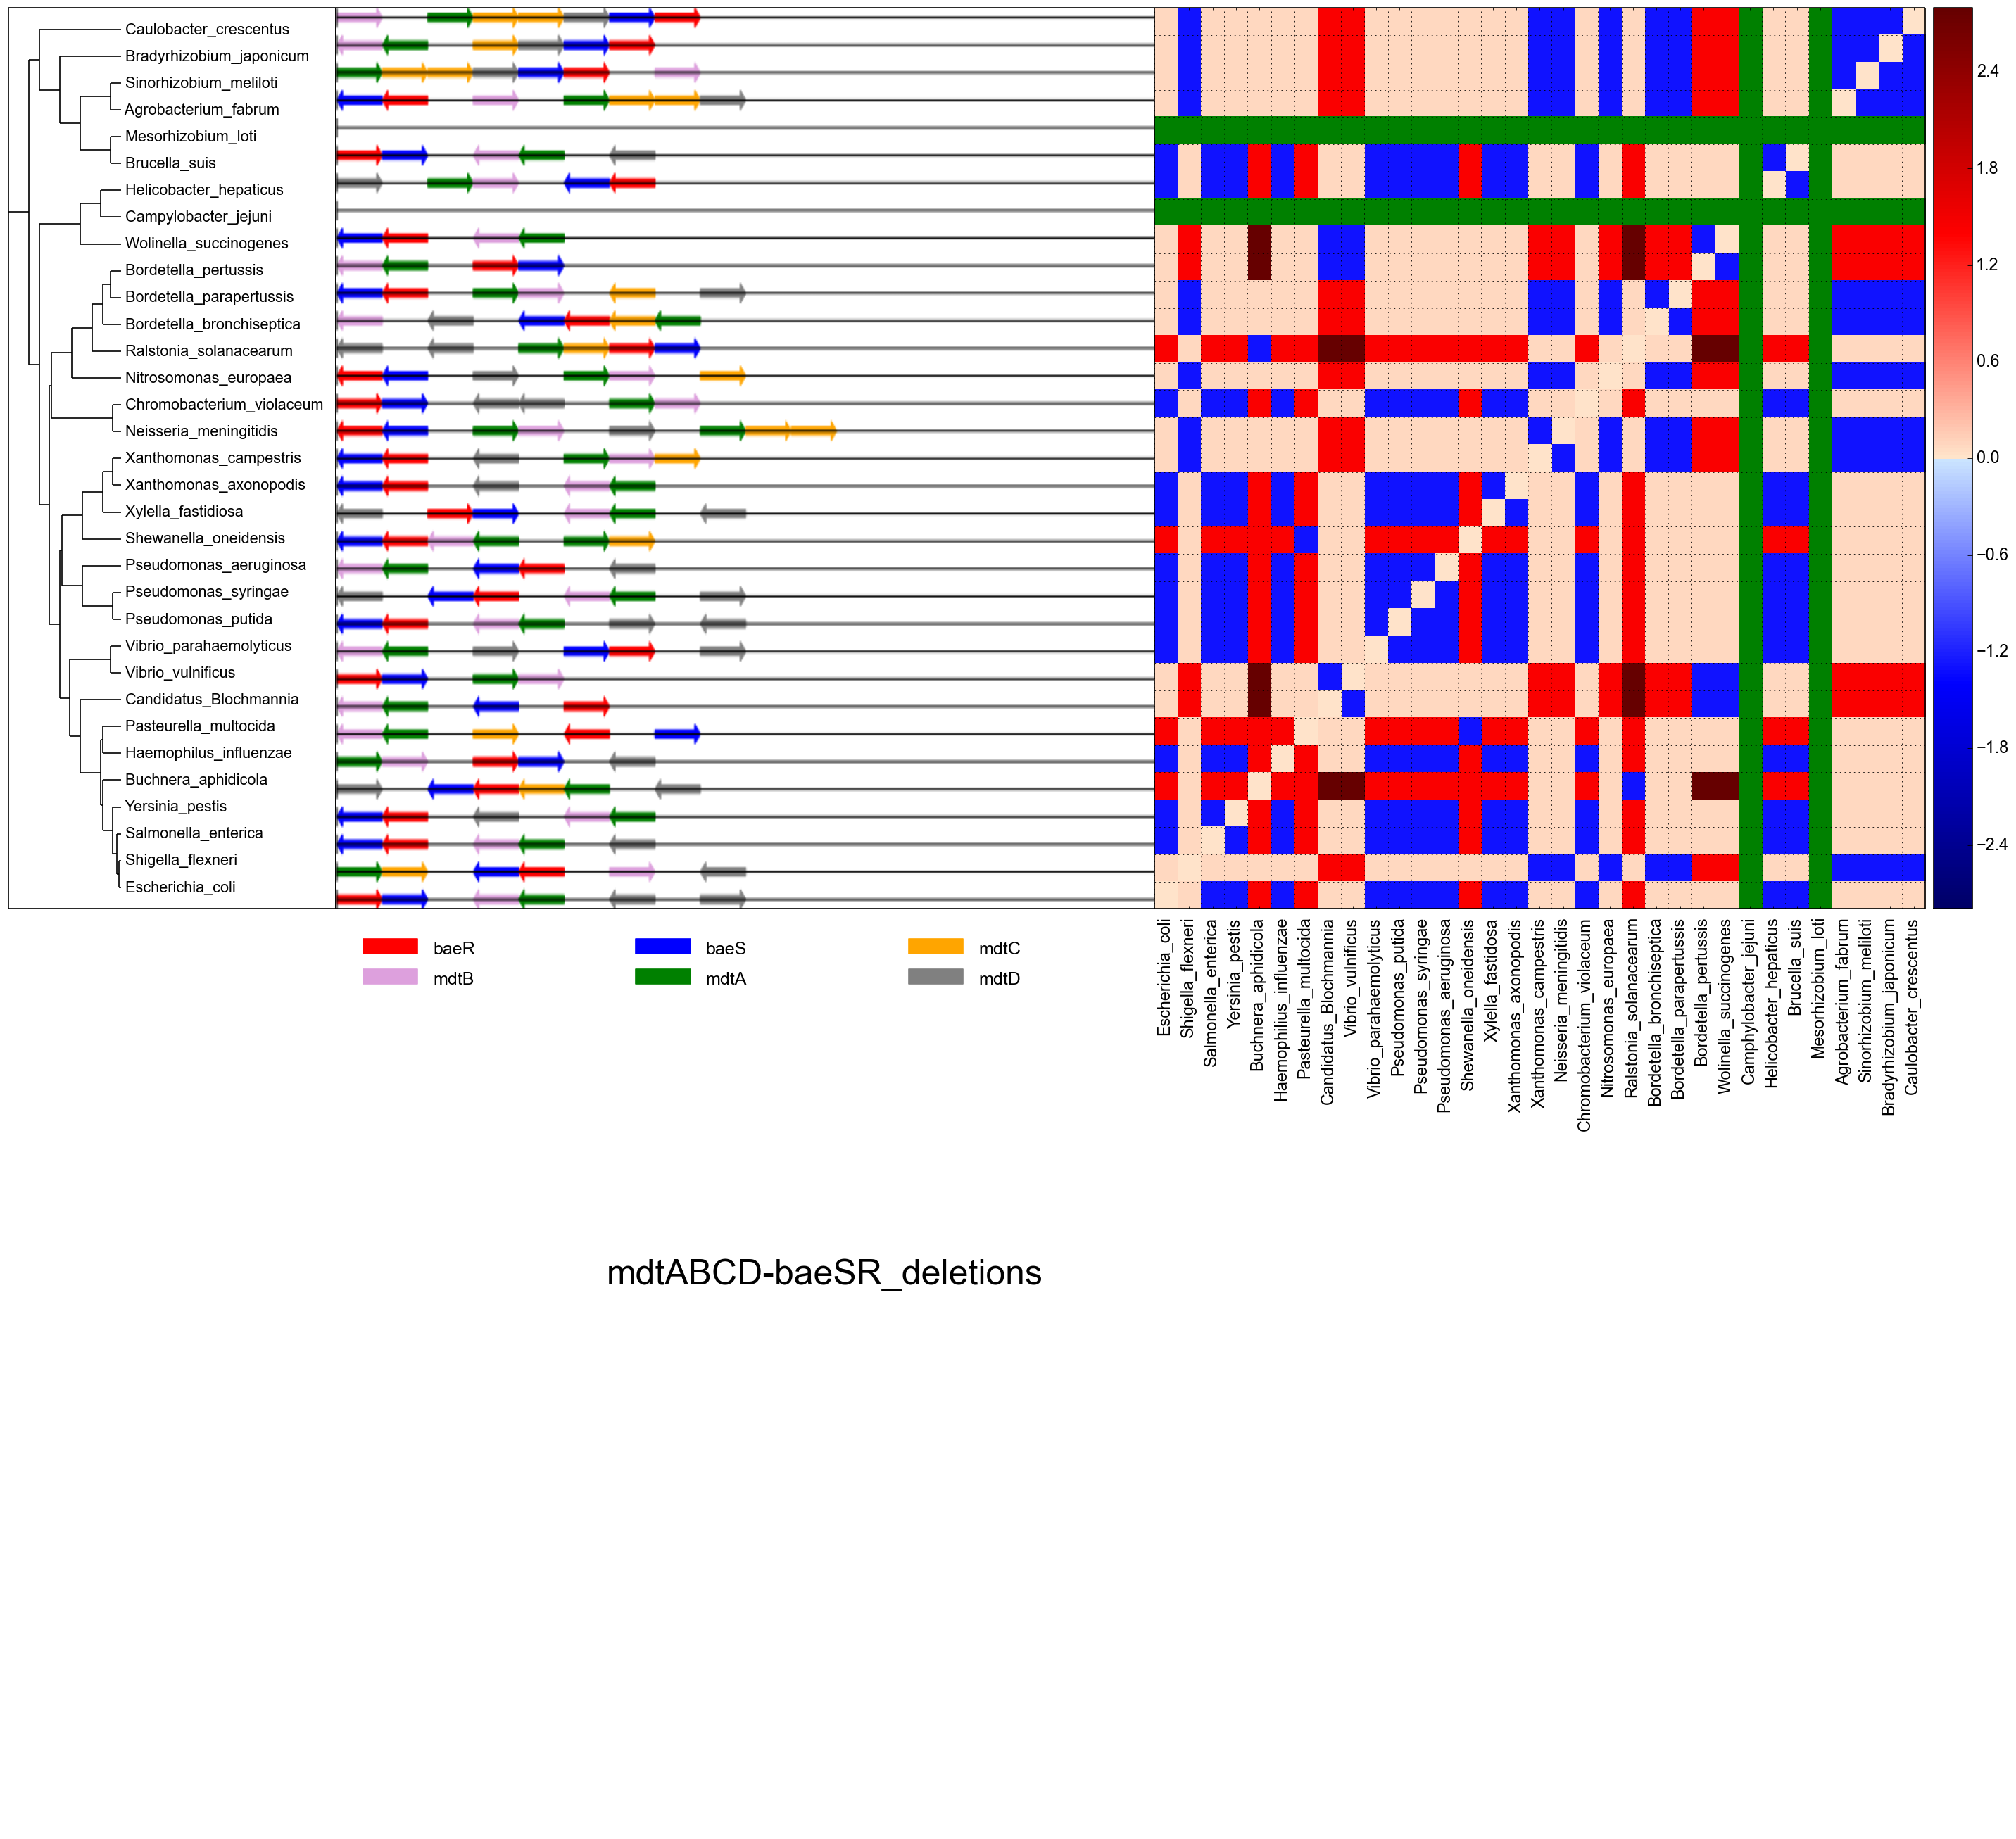 Caulobacter_crescentus
Bradyrhizobium_japonicum
Sinorhizobium_meliloti
Agrobacterium_fabrum
Mesorhizobium_loti
Brucella_suis
Helicobacter_hepaticus
Campylobacter_jejuni
Wolinella_succinogenes
Bordetella_pertussis
Bordetella_parapertussis
Bordetella_bronchiseptica
Ralstonia_solanacearum
Nitrosomonas_europaea
Chromobacterium_violaceum
Neisseria_meningitidis
Xanthomonas_campestris
Xanthomonas_axonopodis
Xylella_fastidiosa
Shewanella_oneidensis
Pseudomonas_aeruginosa
Pseudomonas_syringae
Pseudomonas_putida
Vibrio_parahaemolyticus
Vibrio_vulnificus
Candidatus_Blochmannia
Pasteurella_multocida
Haemophilus_influenzae
Buchnera_aphidicola
Yersinia_pestis
Salmonella_enterica
Shigella_flexneri
Escherichia_coli
2.4
1.8
1.2
0.6
0.0
−0.6
−1.2
−1.8
−2.4
Escherichia_coli
Shigella_flexneri
Salmonella_enterica
Yersinia_pestis
Buchnera_aphidicola
Haemophilus_influenzae
Pasteurella_multocida
Candidatus_Blochmannia
Vibrio_vulnificus
Vibrio_parahaemolyticus
Pseudomonas_putida
Pseudomonas_syringae
Pseudomonas_aeruginosa
Shewanella_oneidensis
Xylella_fastidosa
Xanthomonas_axonopodis
Xanthomonas_campestris
Neisseria_meningitidis
Chromobacterium_violaceum
Nitrosomonas_europaea
Ralstonia_solanacearum
Bordetella_bronchiseptica
Bordetella_parapertussis
Bordetella_pertussis
Wolinella_succinogenes
Camphylobacter_jejuni
Helicobacter_hepaticus
Brucella_suis
Mesorhizobium_loti
Agrobacterium_fabrum
Sinorhizobium_meliloti
Bradyrhizobium_japonicum
Caulobacter_crescentus
baeR baeS mdtC
mdtB mdtA mdtD
mdtABCD-baeSR_deletions